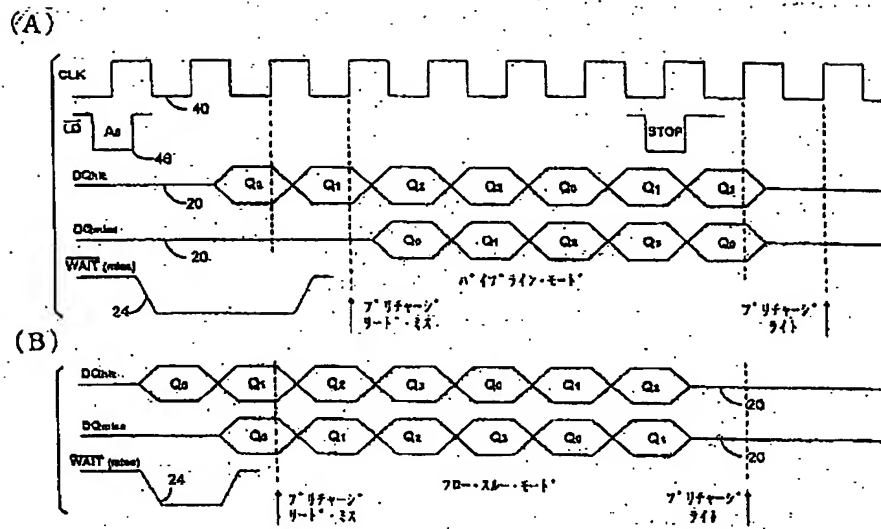 (A)
CLK
40
LD
Aa
48
STOP
DQhit
20
Q0 Q1 Q2 Q3 Q0 Q1 Q2
DQmiss
20
Q0 Q1 Q2 Q3 Q0
WAIT (miss)
24
パイプライン・モード
プリチャージ
リード・ミス
プリチャージ
ライト
(B)
DQhit
Q0 Q1 Q2 Q3 Q0 Q1 Q2
20
DQmiss
Q0 Q1 Q2 Q3 Q0 Q1
20
WAIT (miss)
24
フロー・スルー・モード
プリチャージ
リード・ミス
プリチャージ
ライト